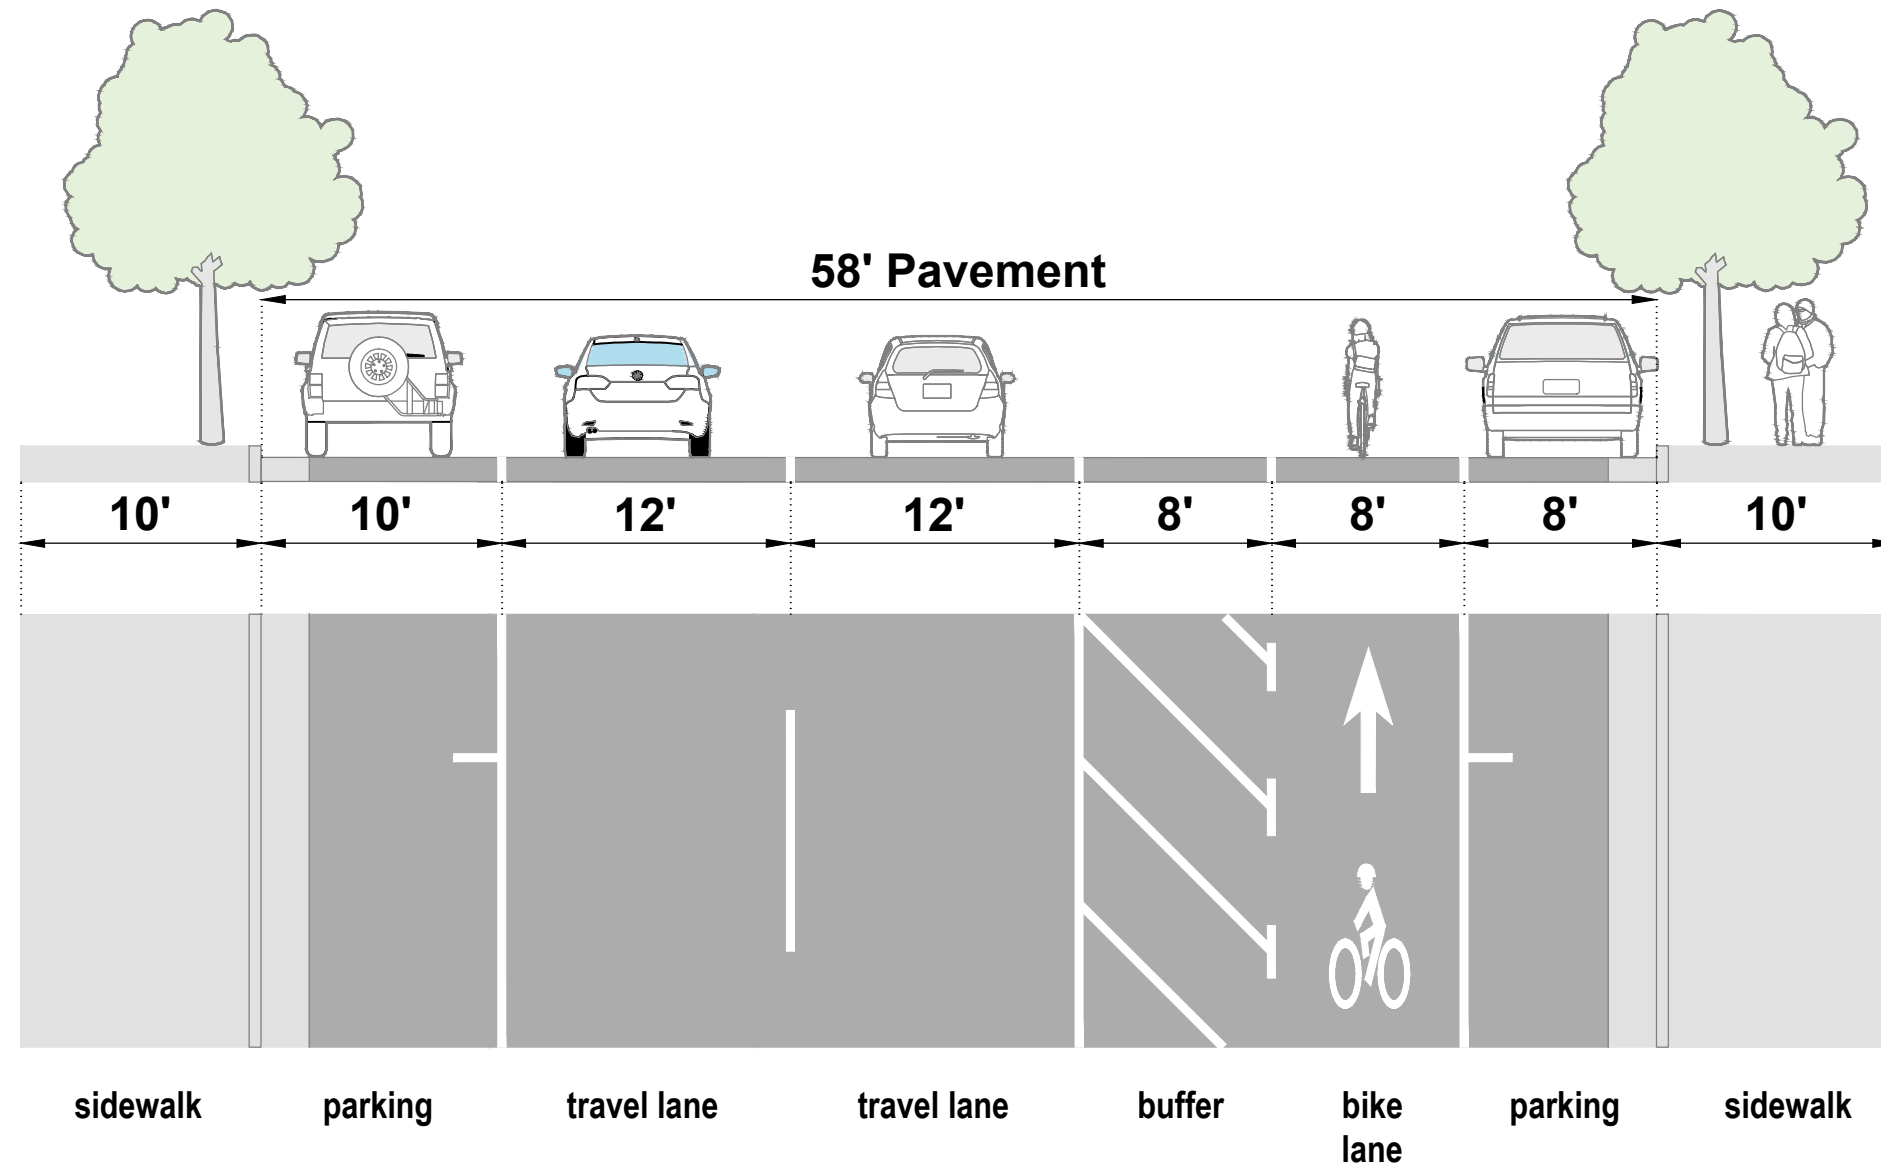 58' Pavement
10' 10' 12' 12' 8' 8' 8' 10'
sidewalk parking travel lane travel lane buffer bike lane parking sidewalk